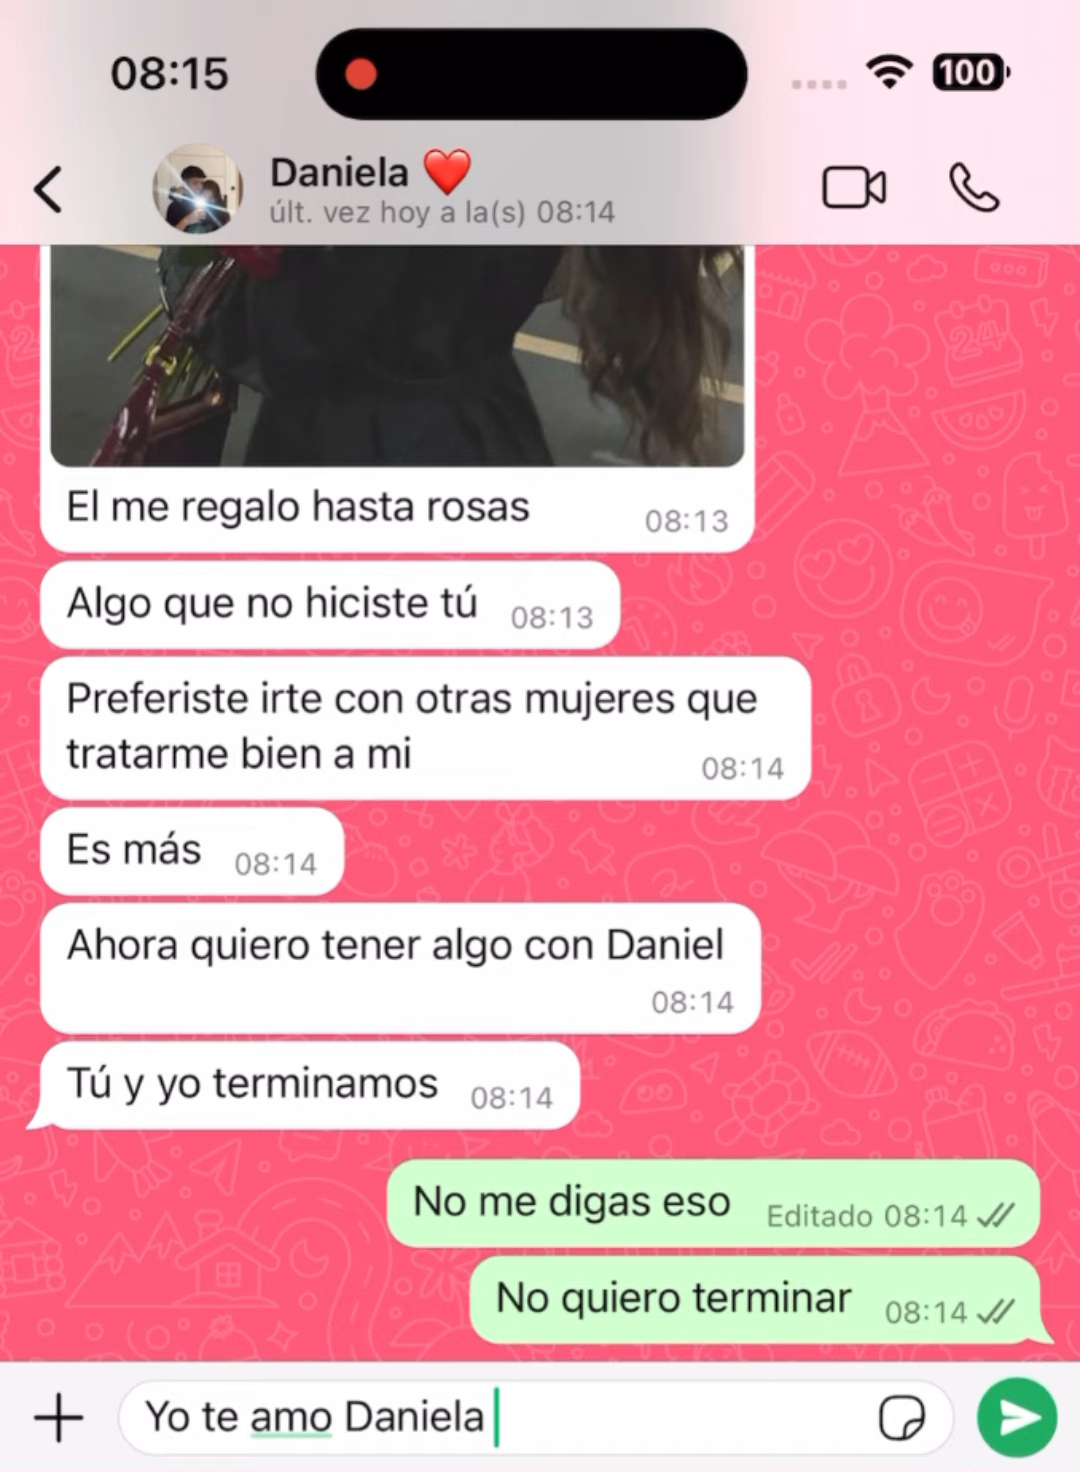 08:15
100
Daniela ❤️
últ. vez hoy a la(s) 08:14
El me regalo hasta rosas 08:13
Algo que no hiciste tú 08:13
Preferiste irte con otras mujeres que
tratarme bien a mi 08:14
Es más 08:14
Ahora quiero tener algo con Daniel
08:14
Tú y yo terminamos 08:14
No me digas eso Editado 08:14
No quiero terminar 08:14
Yo te amo Daniela